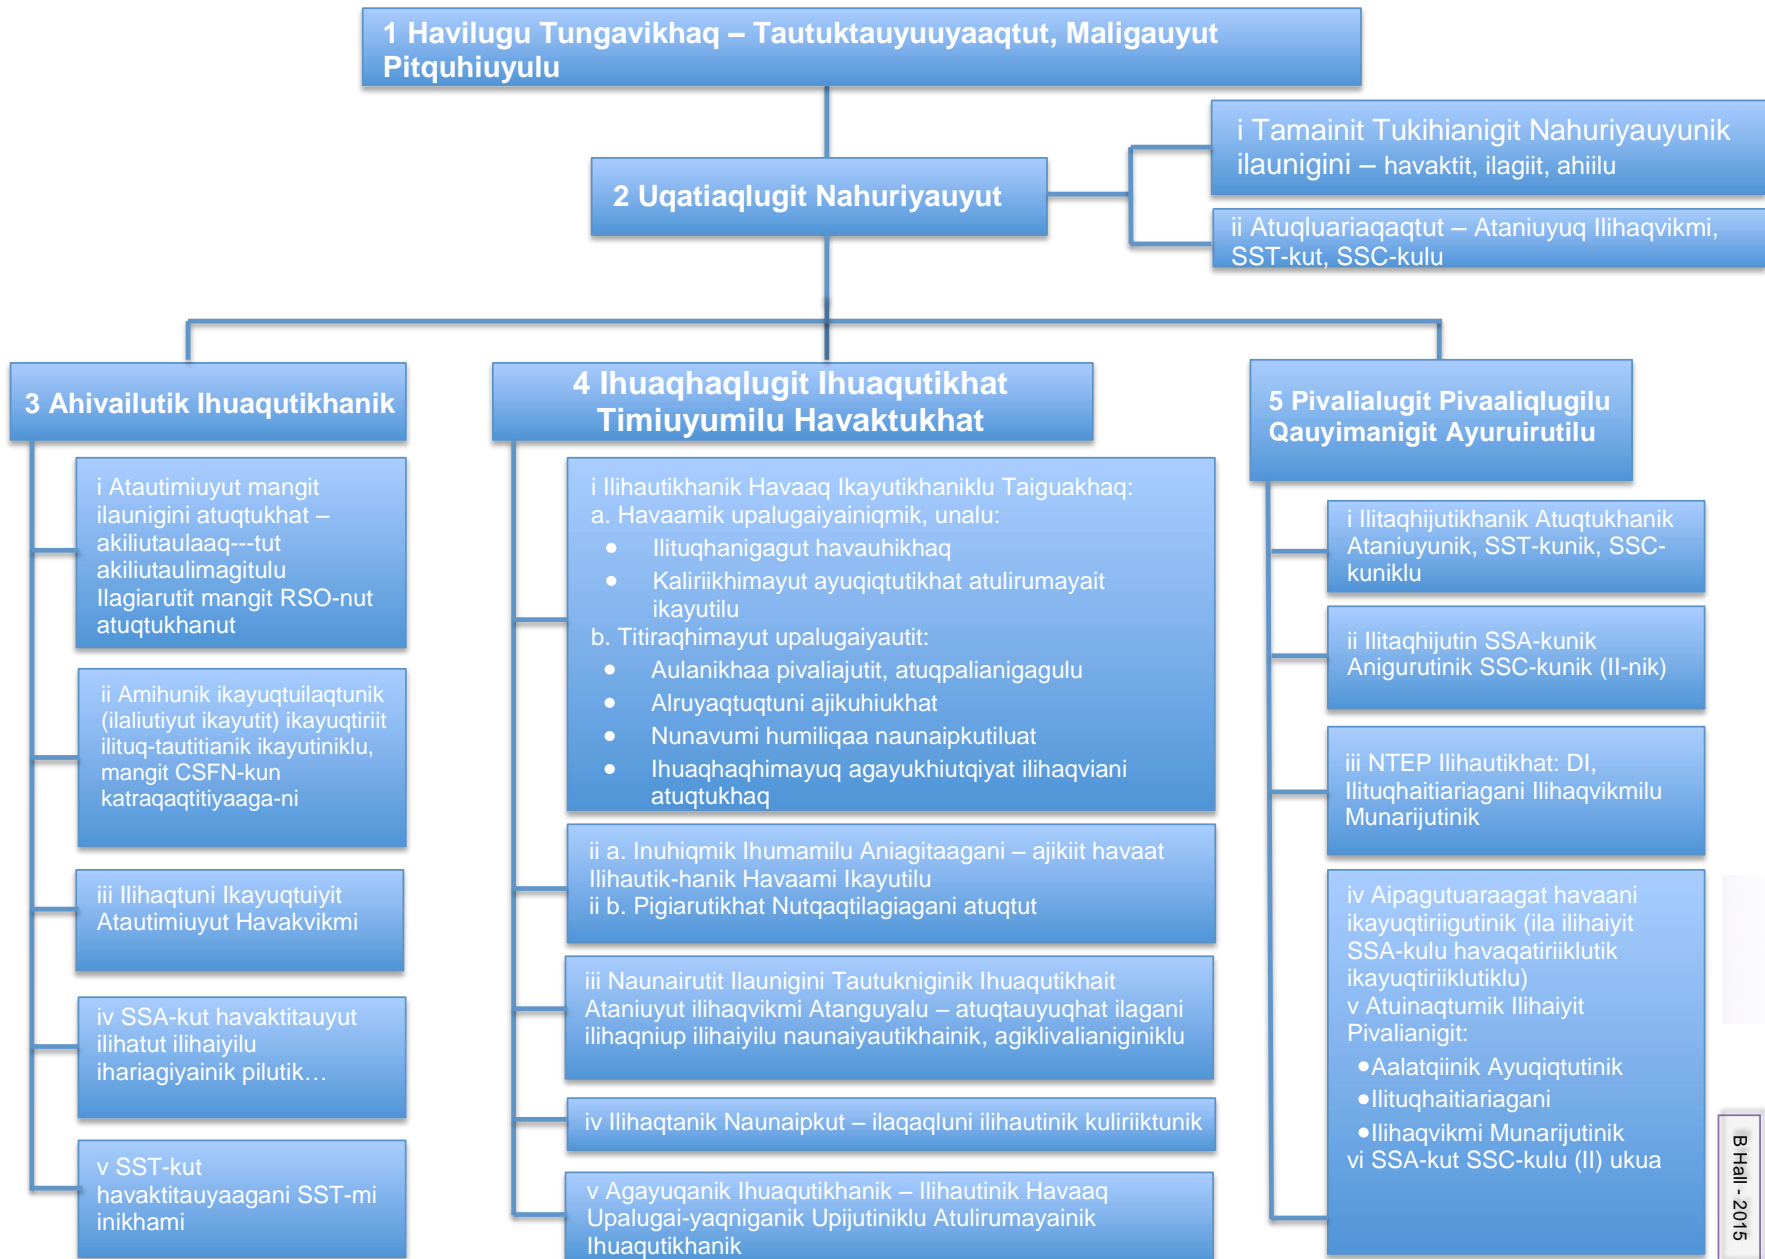 1 Havilugu Tungavikhaq – Tautuktauyuuyaaqtut, Maligauyut
Pitquhiuyulu
i Tamainit Tukihianigit Nahuriyauyunik
ilaunigini – havaktit, ilagiit, ahiilu
2 Uqatiaqlugit Nahuriyauyut
ii Atuqluariaqaqtut – Ataniuyuq Ilihaqvikmi,
SST-kut, SSC-kulu
3 Ahivailutik Ihuaqutikhanik
i Atautimiuyut mangit
ilaunigini atuqtukhat –
akiliutaulaaq---tut
akiliutaulimagitulu
Ilagiarutit mangit RSO-nut
atuqtukhanut
ii Amihunik ikayuqtuilaqtunik
(ilaliutiyut ikayutit) ikayuqtiriit
ilituq-tautitianik ikayutiniklu,
mangit CSFN-kun
katraqaqtitiyaaga-ni
iii Ilihaqtuni Ikayuqtuiyit
Atautimiuyut Havakvikmi
iv SSA-kut havaktitauyut
ilihatut ilihaiyilu
ihariagiyainik pilutik…
v SST-kut
havaktitauyaagani SST-mi
inikhami
4 Ihuaqhaqlugit Ihuaqutikhat
Timiuyumilu Havaktukhat
i Ilihautikhanik Havaaq Ikayutikhaniklu Taiguakhaq:
a. Havaamik upalugaiyainiqmik, unalu:
• Ilituqhanigagut havauhikhaq
• Kaliriikhimayut ayuqiqtutikhat atulirumayait
ikayutilu
b. Titiraqhimayut upalugaiyautit:
• Aulanikhaa pivaliajutit, atuqpalianigagulu
• Alruyaqtuqtuni ajikuhiukhat
• Nunavumi humiliqaa naunaipkutiluat
• Ihuaqhaqhimayuq agayukhiutqiyat ilihaqviani
atuqtukhaq
ii a. Inuhiqmik Ihumamilu Aniagitaagani – ajikiit havaat
Ilihautik-hanik Havaami Ikayutilu
ii b. Pigiarutikhat Nutqaqtilagiagani atuqtut
iii Naunairutit Ilaunigini Tautukniginik Ihuaqutikhait
Ataniuyut ilihaqvikmi Atanguyalu – atuqtauyuqhat ilagani
ilihaqniup ilihaiyilu naunaiyautikhainik, agiklivalianiginiklu
iv Ilihaqtanik Naunaipkut – ilaqaqluni ilihautinik kuliriiktunik
v Agayuqanik Ihuaqutikhanik – Ilihautinik Havaaq
Upalugai-yaqniganik Upijutiniklu Atulirumayainik
Ihuaqutikhanik
5 Pivalialugit Pivaaliqlugilu
Qauyimanigit Ayuruirutilu
i Ilitaqhijutikhanik Atuqtukhanik
Ataniuyunik, SST-kunik, SSC-
kuniklu
ii Ilitaqhijutin SSA-kunik
Anigurutinik SSC-kunik (II-nik)
iii NTEP Ilihautikhat: DI,
Ilituqhaitiariagani Ilihaqvikmilu
Munarijutinik
iv Aipagutuaraagat havaani
ikayuqtiriigutinik (ila ilihaiyit
SSA-kulu havaqatiriiklutik
ikayuqtiriiklutiklu)
v Atuinaqtumik Ilihaiyit
Pivalianigit:
•Aalatqiinik Ayuqiqtutinik
•Ilituqhaitiariagani
•Ilihaqvikmi Munarijutinik
vi SSA-kut SSC-kulu (II) ukua
B Hall - 2015